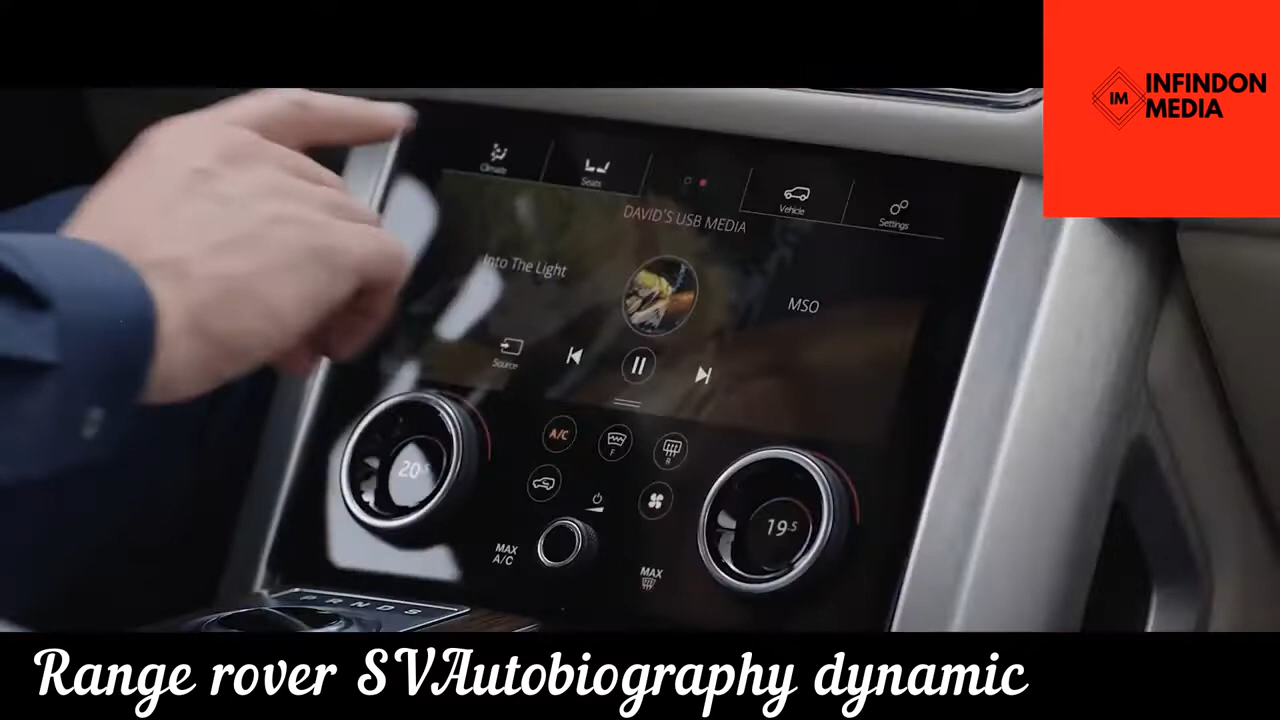 INFINDON
IM
MEDIA
Climate
Seats
Vehicle
Settings
DAVID'S USB MEDIA
Into The Light
MSO
Source
A/C
F
R
20.5
19.5
MAX
A/C
MAX
P R N D S
Range rover SVAutobiography dynamic